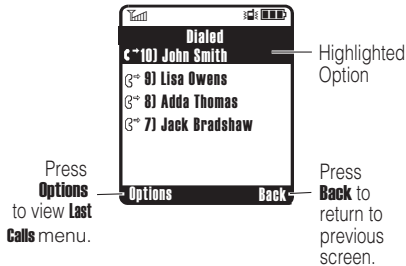 Dialed
10) John Smith
9) Lisa Owens
8) Adda Thomas
7) Jack Bradshaw
Options
Back
Highlighted
Option
Press
Options
to view Last
Calls menu.
Press
Back to
return to
previous
screen.